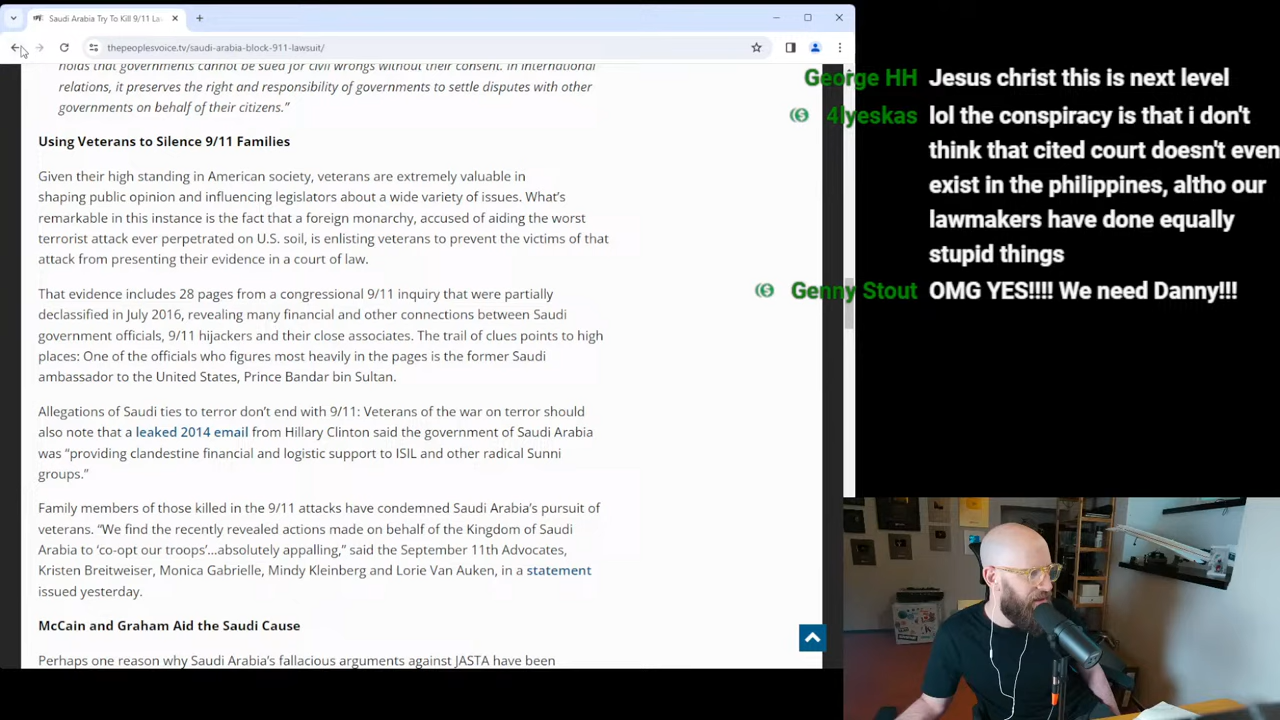 Saudi Arabia Try To Kill 9/11 La
thepeoplesvoice.tv/saudi-arabia-block-911-lawsuit/
holds that governments cannot be sued for civil wrongs without their consent. In international
relations, it preserves the right and responsibility of governments to settle disputes with other
governments on behalf of their citizens.”
Using Veterans to Silence 9/11 Families
Given their high standing in American society, veterans are extremely valuable in
shaping public opinion and influencing legislators about a wide variety of issues. What’s
remarkable in this instance is the fact that a foreign monarchy, accused of aiding the worst
terrorist attack ever perpetrated on U.S. soil, is enlisting veterans to prevent the victims of that
attack from presenting their evidence in a court of law.
That evidence includes 28 pages from a congressional 9/11 inquiry that were partially
declassified in July 2016, revealing many financial and other connections between Saudi
government officials, 9/11 hijackers and their close associates. The trail of clues points to high
places: One of the officials who figures most heavily in the pages is the former Saudi
ambassador to the United States, Prince Bandar bin Sultan.
Allegations of Saudi ties to terror don’t end with 9/11: Veterans of the war on terror should
also note that a leaked 2014 email from Hillary Clinton said the government of Saudi Arabia
was “providing clandestine financial and logistic support to ISIL and other radical Sunni
groups.”
Family members of those killed in the 9/11 attacks have condemned Saudi Arabia’s pursuit of
veterans. “We find the recently revealed actions made on behalf of the Kingdom of Saudi
Arabia to ‘co-opt our troops’...absolutely appalling,” said the September 11th Advocates,
Kristen Breitweiser, Monica Gabrielle, Mindy Kleinberg and Lorie Van Auken, in a statement
issued yesterday.
McCain and Graham Aid the Saudi Cause
Perhaps one reason why Saudi Arabia’s fallacious arguments against JASTA have been
George HH Jesus christ this is next level
4lyeskas lol the conspiracy is that i don't
think that cited court doesn't even
exist in the philippines, altho our
lawmakers have done equally
stupid things
Genny Stout OMG YES!!!! We need Danny!!!